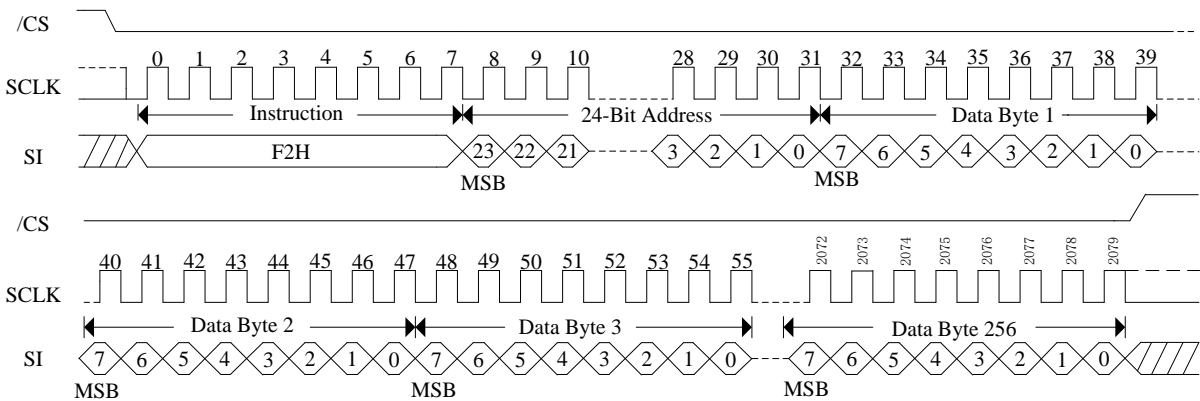 /CS
0 1 2 3 4 5 6 7 8 9 10 28 29 30 31 32 33 34 35 36 37 38 39
SCLK
Instruction 24-Bit Address Data Byte 1
SI F2H 23 22 21 3 2 1 0 7 6 5 4 3 2 1 0
MSB MSB
/CS
40 41 42 43 44 45 46 47 48 49 50 51 52 53 54 55 2072 2073 2074 2075 2076 2077 2078 2079
SCLK
Data Byte 2 Data Byte 3 Data Byte 256
SI 7 6 5 4 3 2 1 0 7 6 5 4 3 2 1 0 7 6 5 4 3 2 1 0
MSB MSB MSB